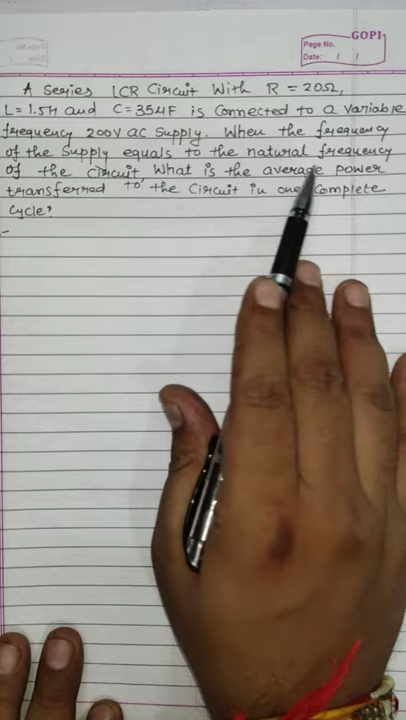 GOPI
Page No.
Date: / /
A Series LCR Circuit With R = 20Ω,
L= 1.5H and C= 35μF is Connected to a variable
frequency 200V ac Supply. When the frequency
of the Supply equals to the natural frequency
of the circuit, What is the average power
transferred to the Circuit in one Complete
Cycle?